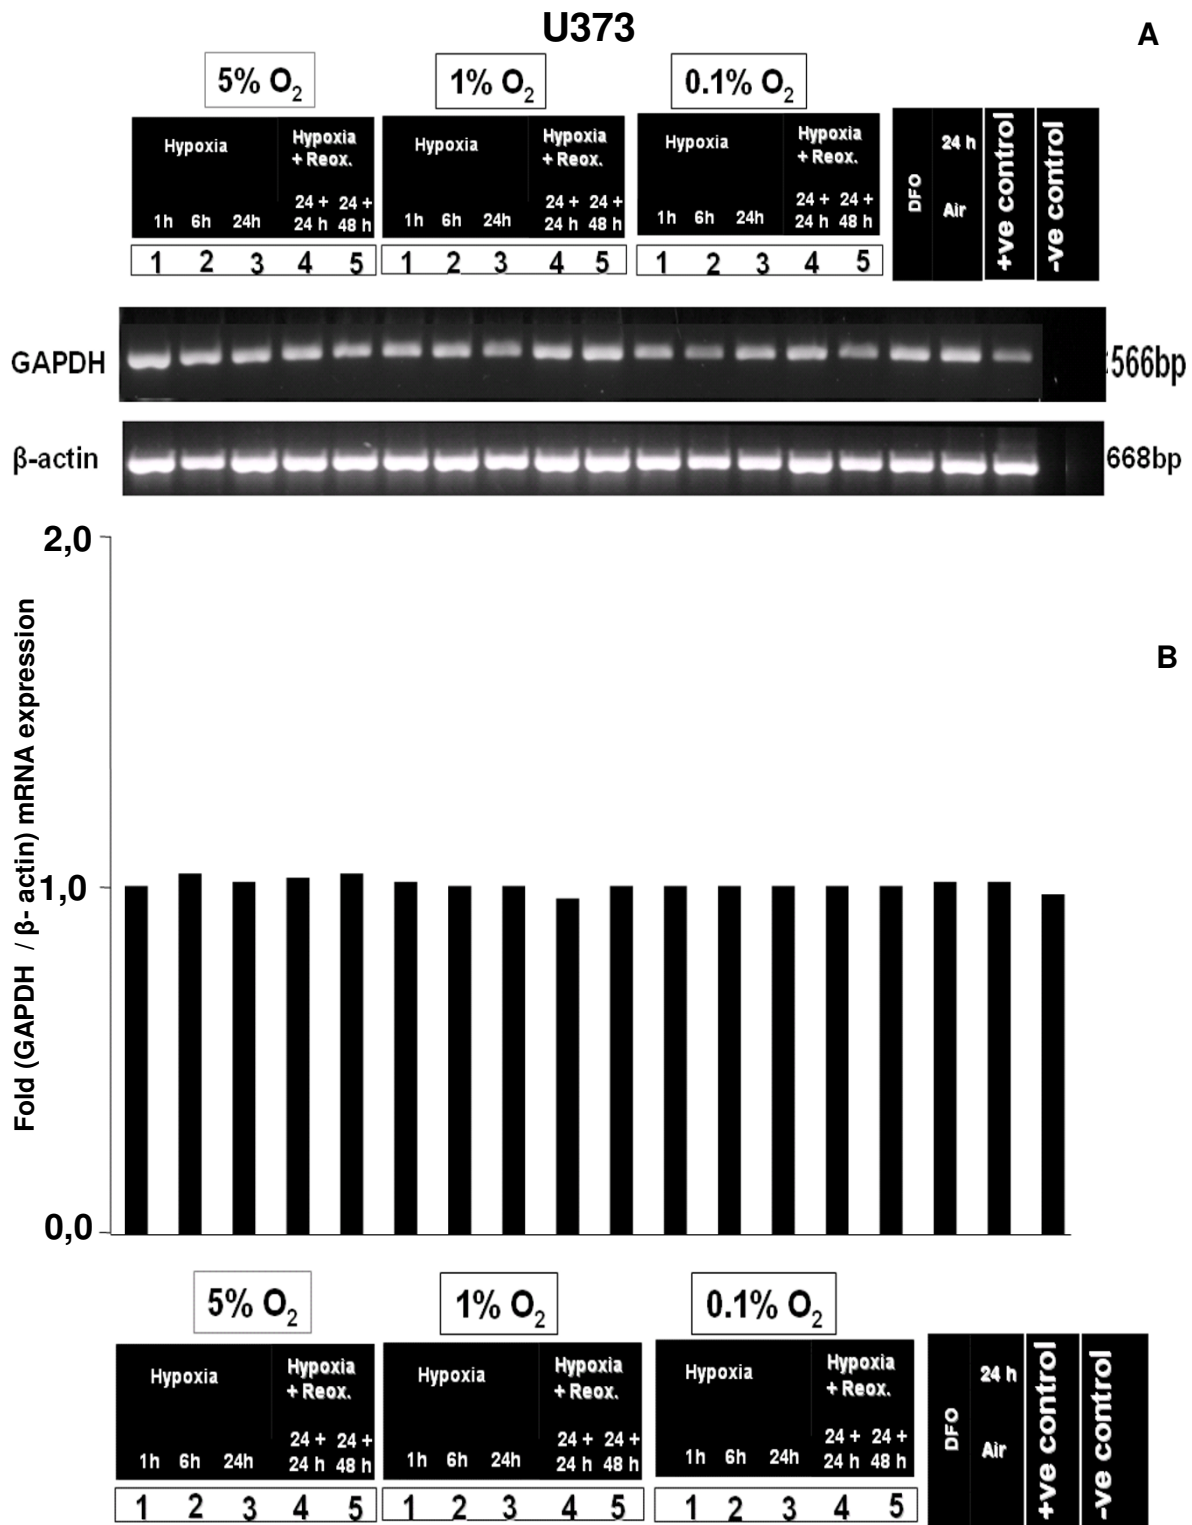 U373
A
5% O2
1% O2
0.1% O2
Hypoxia
Hypoxia
+ Reox.
1h 6h 24h
24 + 24 +
24 h 48 h
Hypoxia
Hypoxia
+ Reox.
1h 6h 24h
24 + 24 +
24 h 48 h
Hypoxia
Hypoxia
+ Reox.
1h 6h 24h
24 + 24 +
24 h 48 h
DFO
24 h
Air
+ve control
-ve control
1 2 3 4 5
1 2 3 4 5
1 2 3 4 5
GAPDH
566bp
β-actin
668bp
B
Fold (GAPDH / β- actin) mRNA expression
2,0
1,0
0,0
5% O2
1% O2
0.1% O2
Hypoxia
Hypoxia
+ Reox.
1h 6h 24h
24 + 24 +
24 h 48 h
Hypoxia
Hypoxia
+ Reox.
1h 6h 24h
24 + 24 +
24 h 48 h
Hypoxia
Hypoxia
+ Reox.
1h 6h 24h
24 + 24 +
24 h 48 h
DFO
24 h
Air
+ve control
-ve control
1 2 3 4 5
1 2 3 4 5
1 2 3 4 5